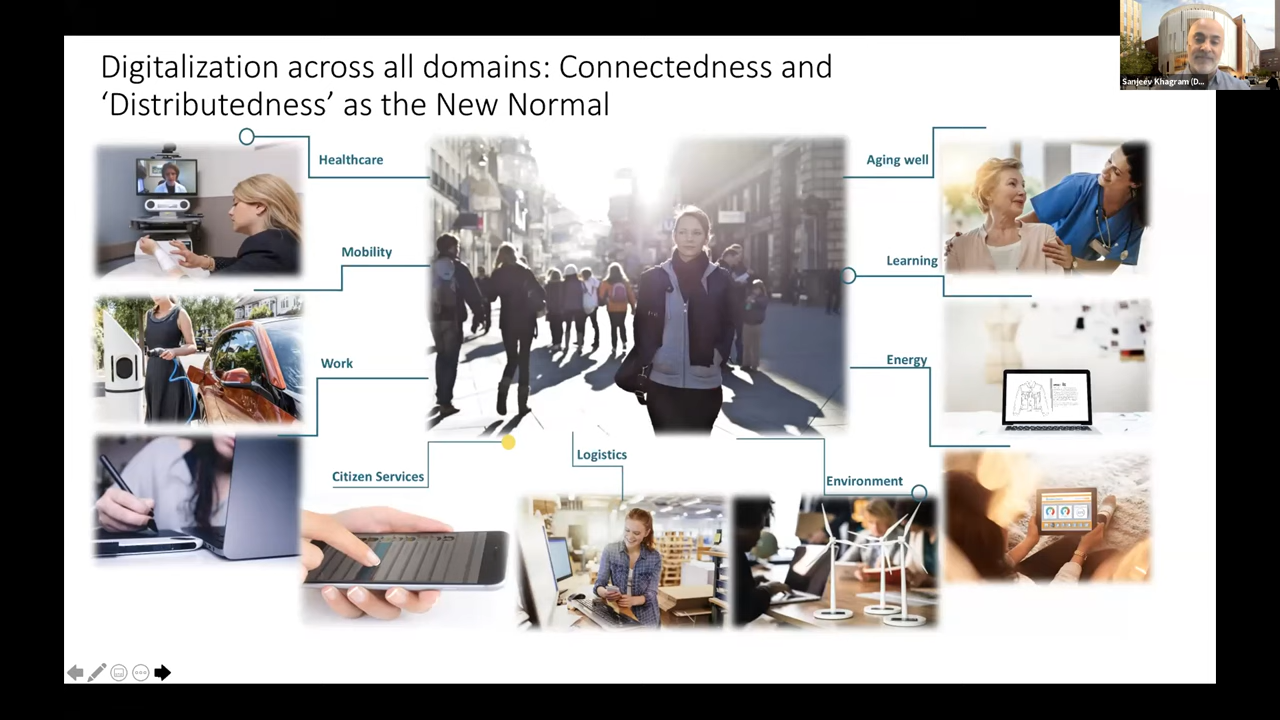 Digitalization across all domains: Connectedness and
‘Distributedness’ as the New Normal
Sanjeev Khagram (D...
Healthcare
Aging well
Mobility
Learning
Work
Energy
Citizen Services
Logistics
Environment